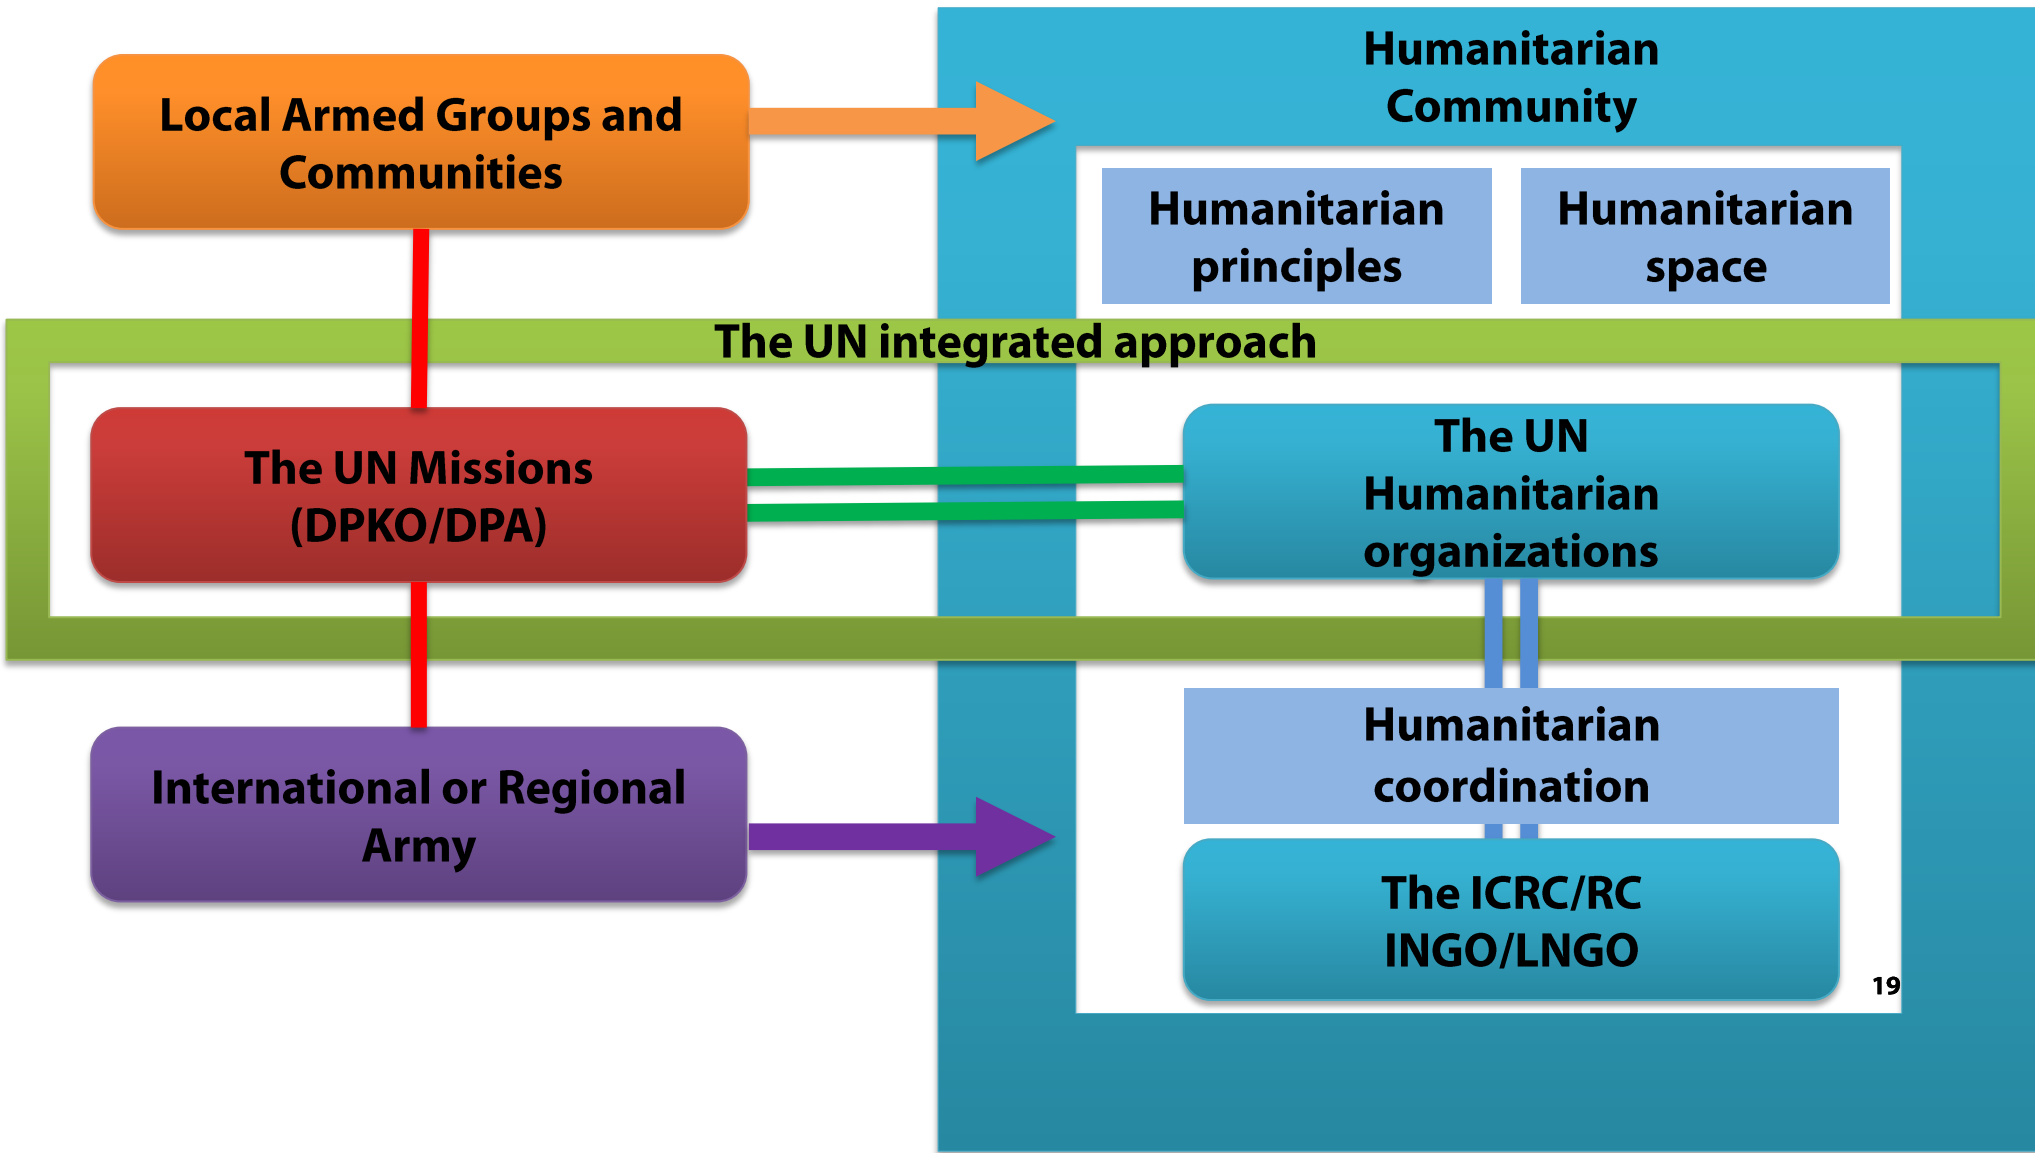 Humanitarian
Community
Local Armed Groups and
Communities
Humanitarian
principles
Humanitarian
space
The UN integrated approach
The UN Missions
(DPKO/DPA)
The UN
Humanitarian
organizations
Humanitarian
coordination
International or Regional
Army
The ICRC/RC
INGO/LNGO
19